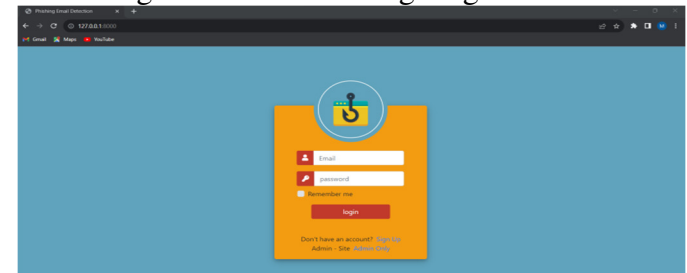 Phishing Email Detection
127.0.0.1:8000
Gmail Maps YouTube
Email
password
Remember me
login
Don't have an account? Sign Up
Admin - Site Admin Only